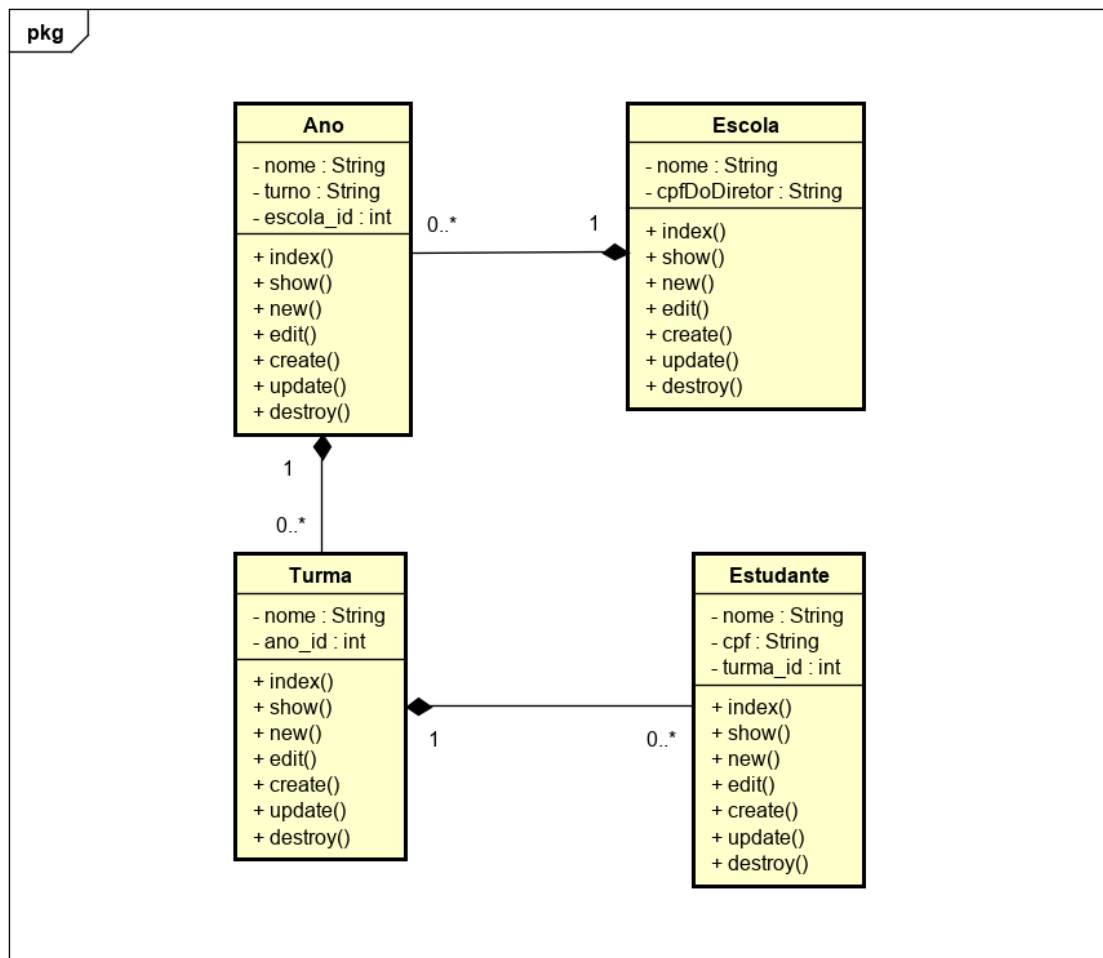 pkg
Ano
- nome : String
- turno : String
- escola_id : int
+ index()
+ show()
+ new()
+ edit()
+ create()
+ update()
+ destroy()
0..*
1
Escola
- nome : String
- cpfDoDiretor : String
+ index()
+ show()
+ new()
+ edit()
+ create()
+ update()
+ destroy()
1
0..*
Turma
- nome : String
- ano_id : int
+ index()
+ show()
+ new()
+ edit()
+ create()
+ update()
+ destroy()
1
0..*
Estudante
- nome : String
- cpf : String
- turma_id : int
+ index()
+ show()
+ new()
+ edit()
+ create()
+ update()
+ destroy()